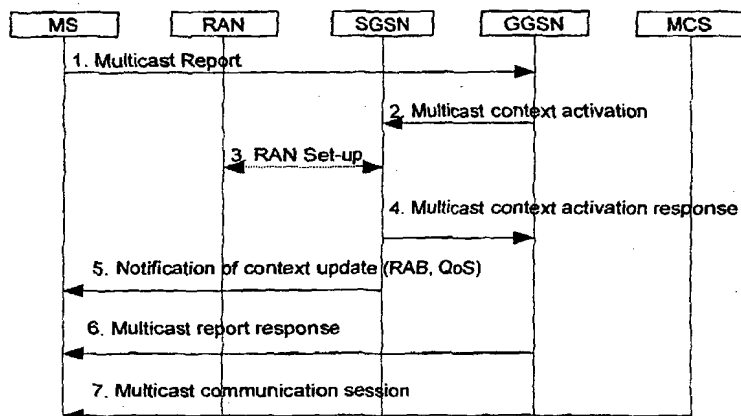 MS RAN SGSN GGSN MCS
1. Multicast Report
2. Multicast context activation
3. RAN Set-up
4. Multicast context activation response
5. Notification of context update (RAB, QoS)
6. Multicast report response
7. Multicast communication session